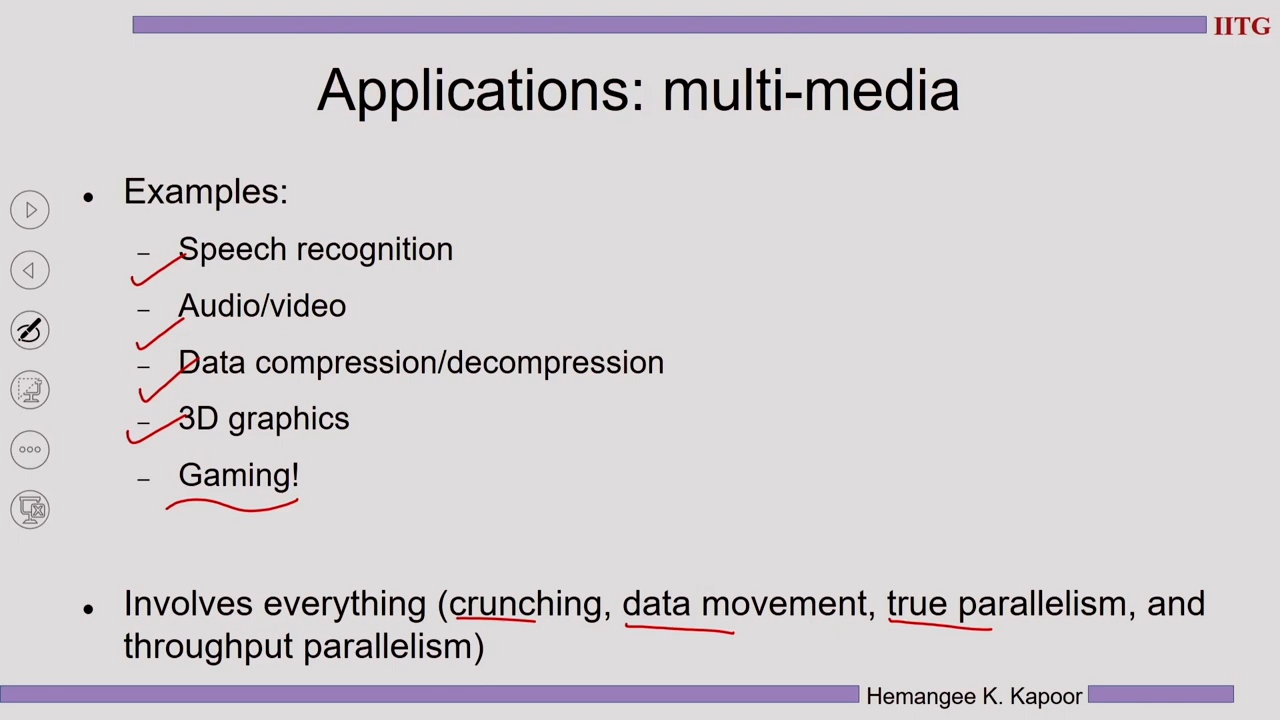 IITG
Applications: multi-media
• Examples:
– Speech recognition
– Audio/video
– Data compression/decompression
– 3D graphics
– Gaming!
• Involves everything (crunching, data movement, true parallelism, and
throughput parallelism)
Hemangee K. Kapoor